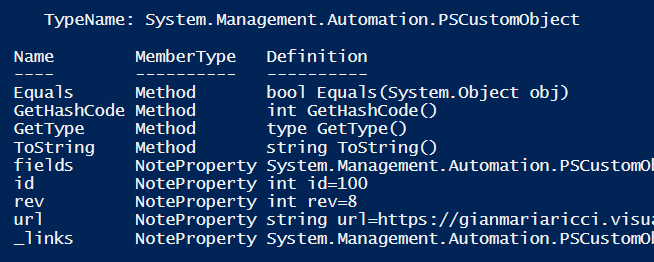 TypeName: System.Management.Automation.PSCustomObject
Name MemberType Definition
---- ---------- ----------
Equals Method bool Equals(System.Object obj)
GetHashCode Method int GetHashCode()
GetType Method type GetType()
ToString Method string ToString()
fields NoteProperty System.Management.Automation.PSCustomOb
id NoteProperty int id=100
rev NoteProperty int rev=8
url NoteProperty string url=https://gianmariaricci.visua
_links NoteProperty System.Management.Automation.PSCustomOb